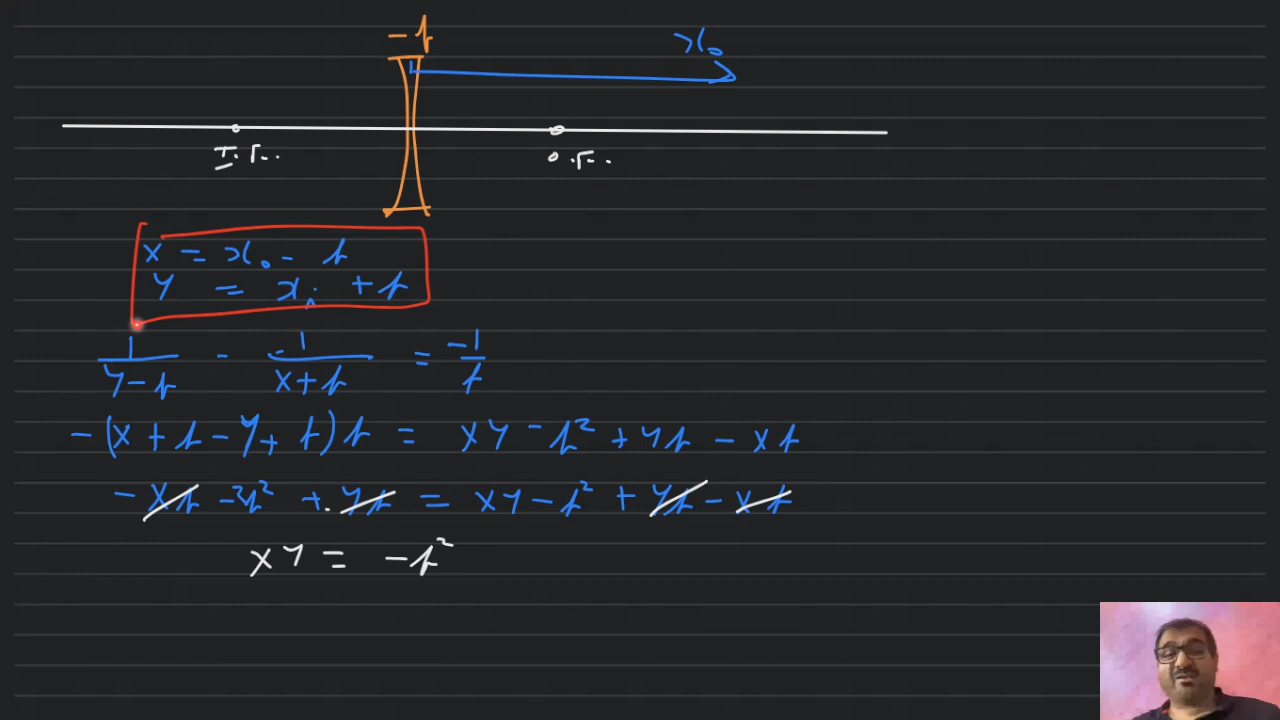 -f
x₀
I.F.. o.F..
X = x₀ - f
Y = xᵢ + f
1/(Y-f) - 1/(X+f) = -1/f
-(X + f - Y + f) f = XY - f² + Yf - Xf
-Xf - 2f² + Yf = XY - f² + Yf - Xf
XY = -f²